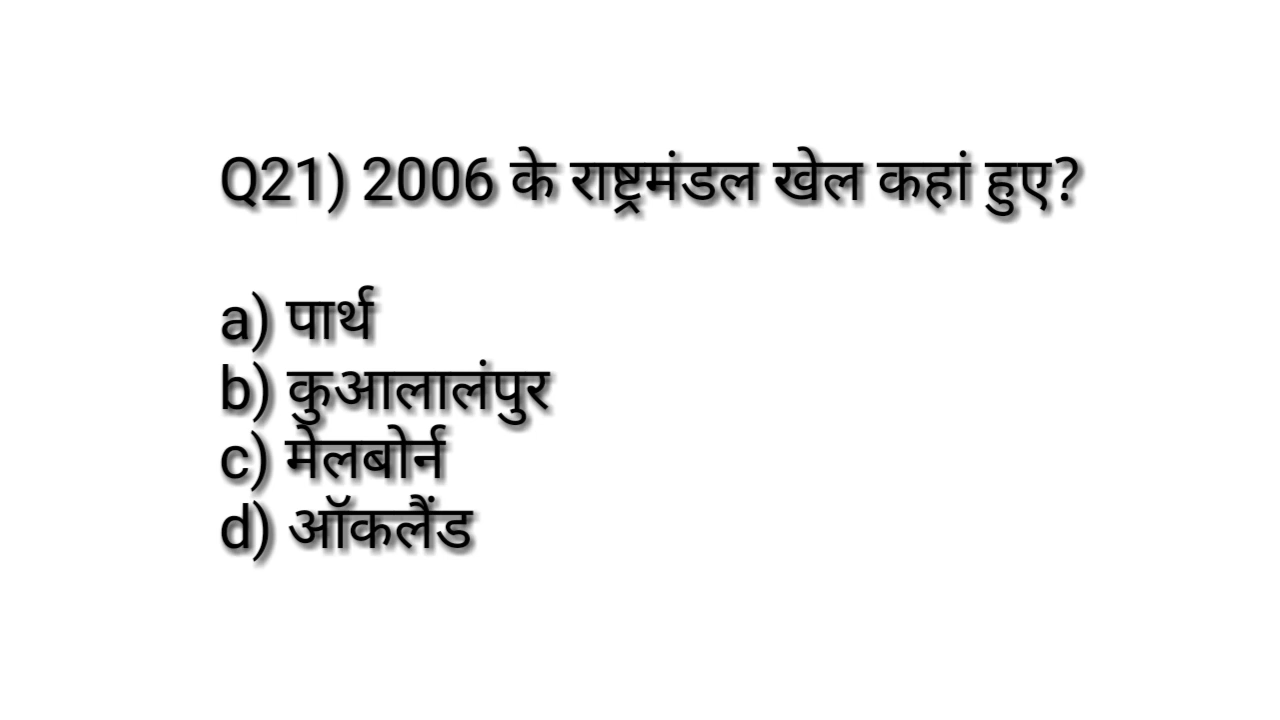 Q21) 2006 के राष्ट्रमंडल खेल कहां हुए?
a) पार्थ
b) कुआलालंपुर
c) मेलबोर्न
d) ऑकलैंड